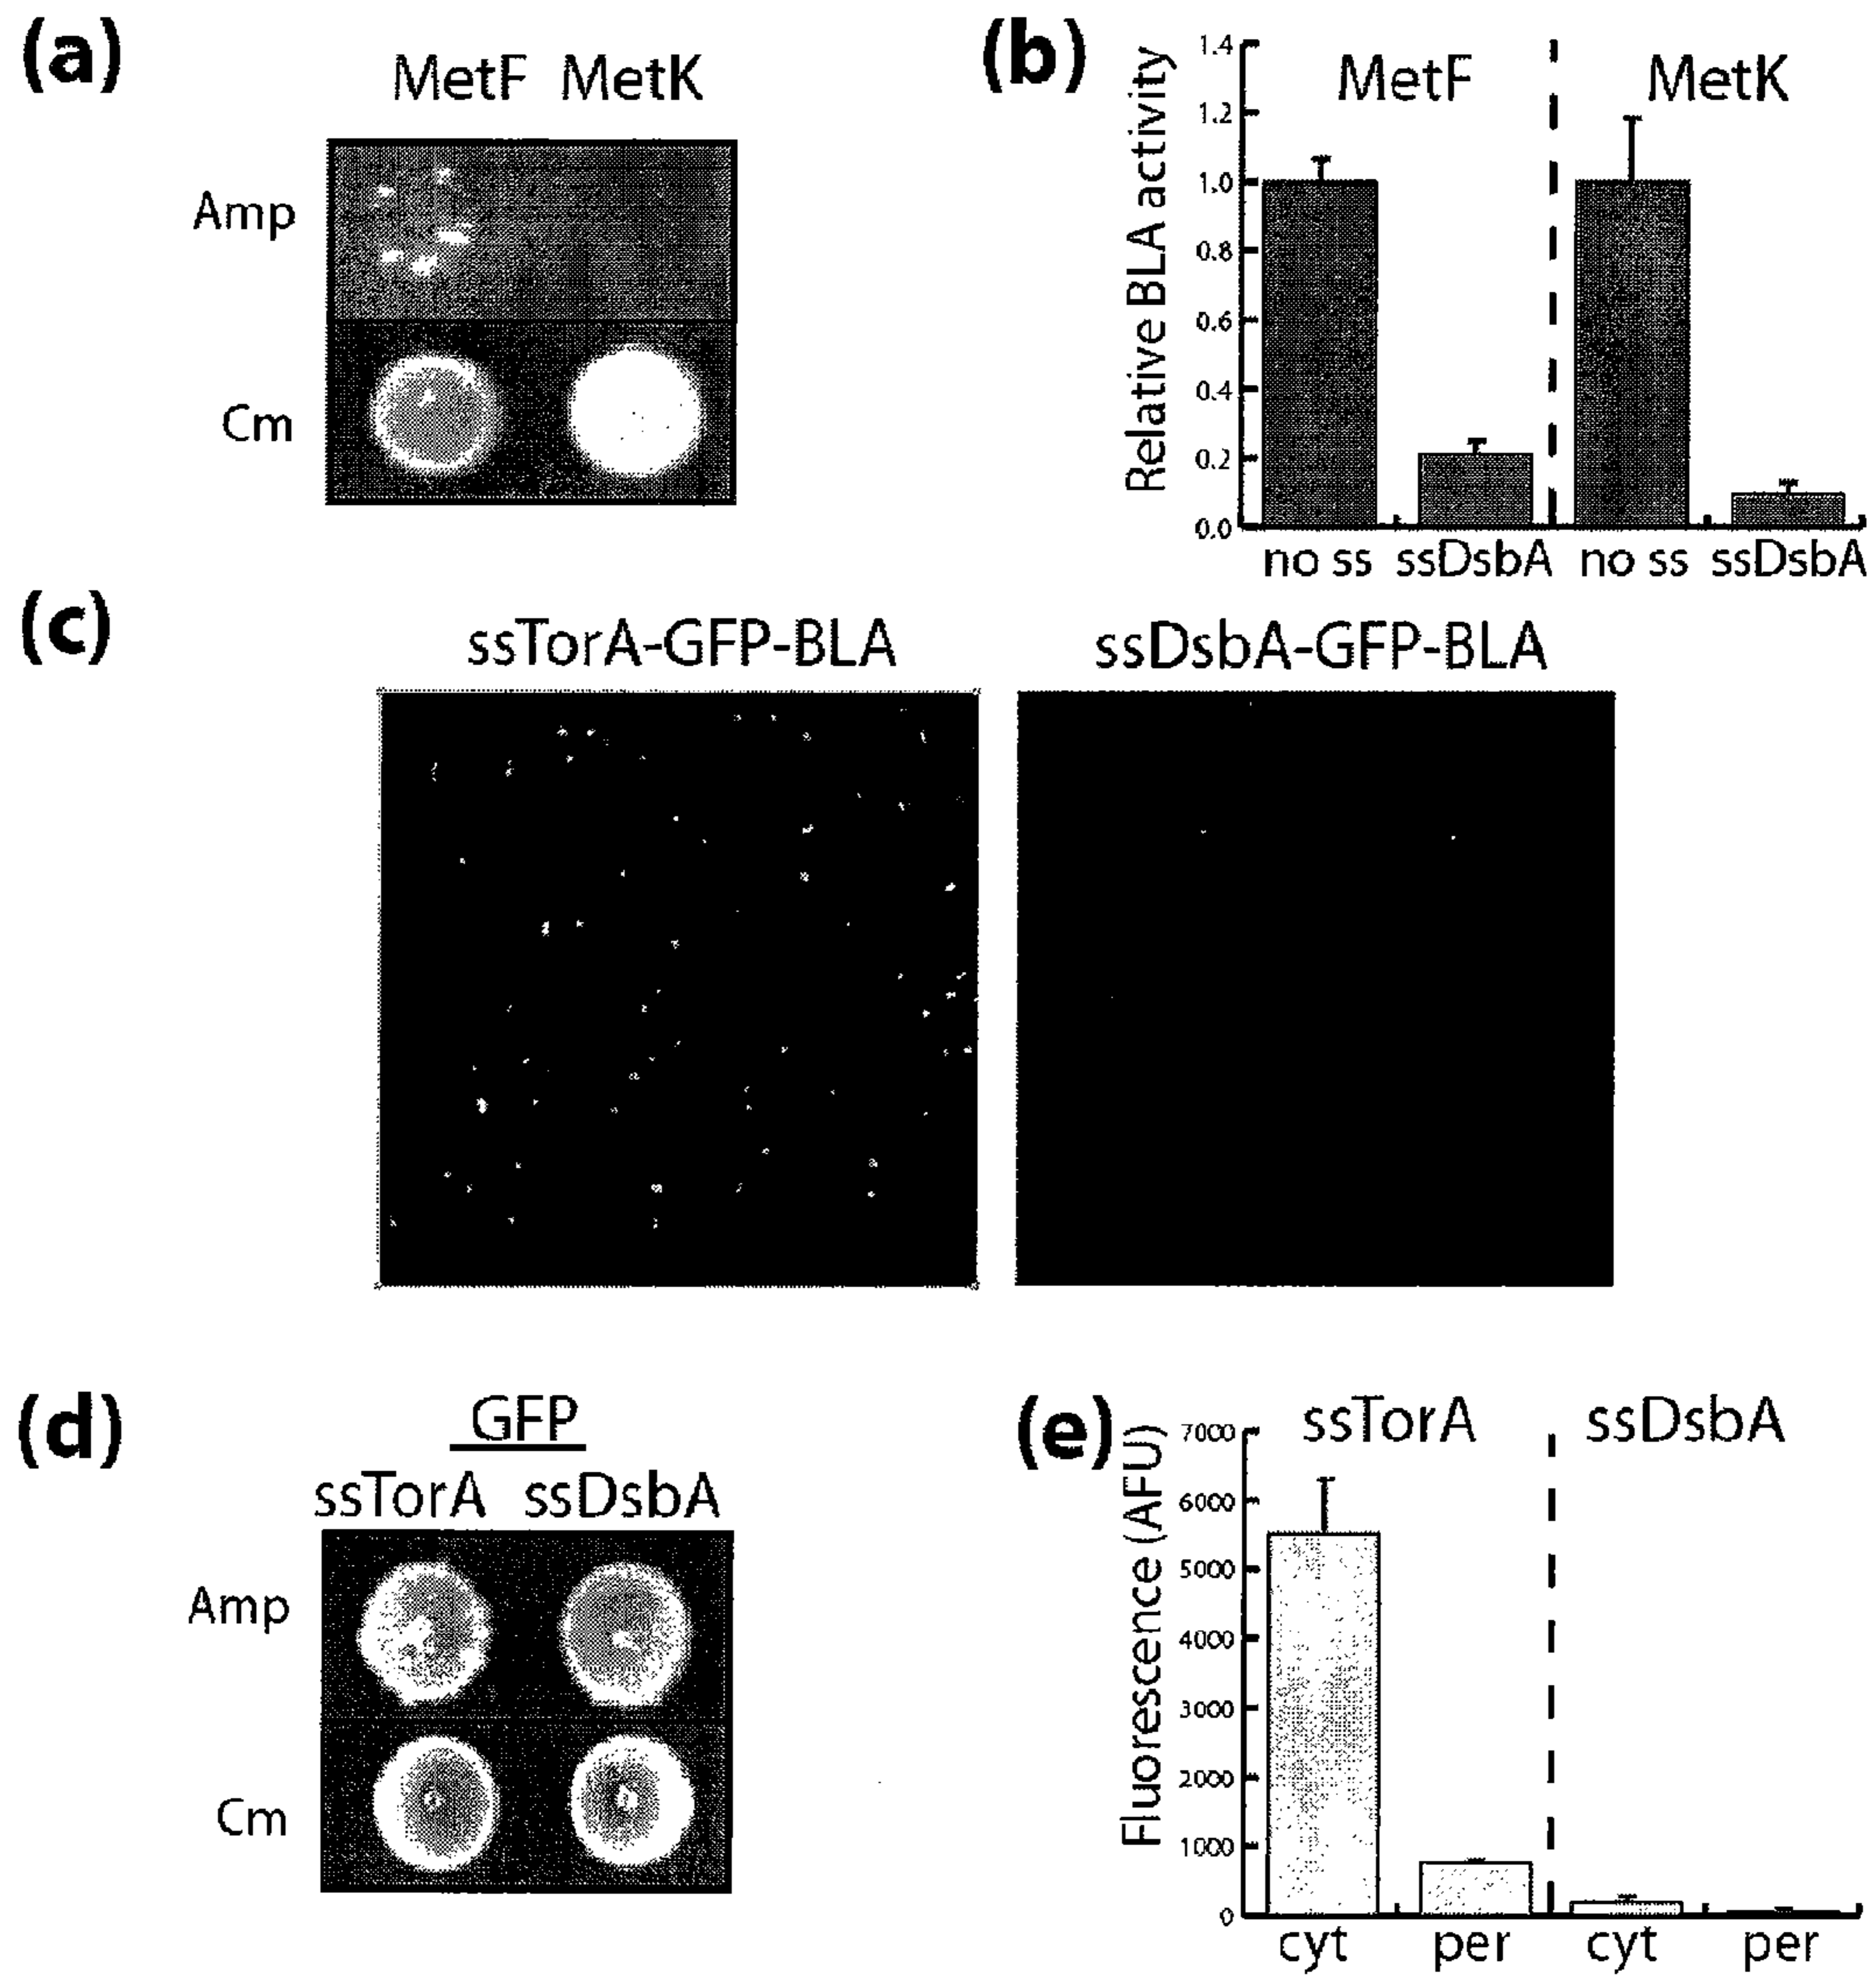 (a)
MetF MetK
Amp
Cm
(b)
Relative BLA activity
1.4
1.2
1.0
0.8
0.6
0.4
0.2
0.0
MetF
MetK
no ss ssDsbA no ss ssDsbA
(c)
ssTorA-GFP-BLA
ssDsbA-GFP-BLA
(d)
GFP
ssTorA ssDsbA
Amp
Cm
(e)
Fluorescence (AFU)
7000
6000
5000
4000
3000
2000
1000
0
ssTorA
ssDsbA
cyt per cyt per